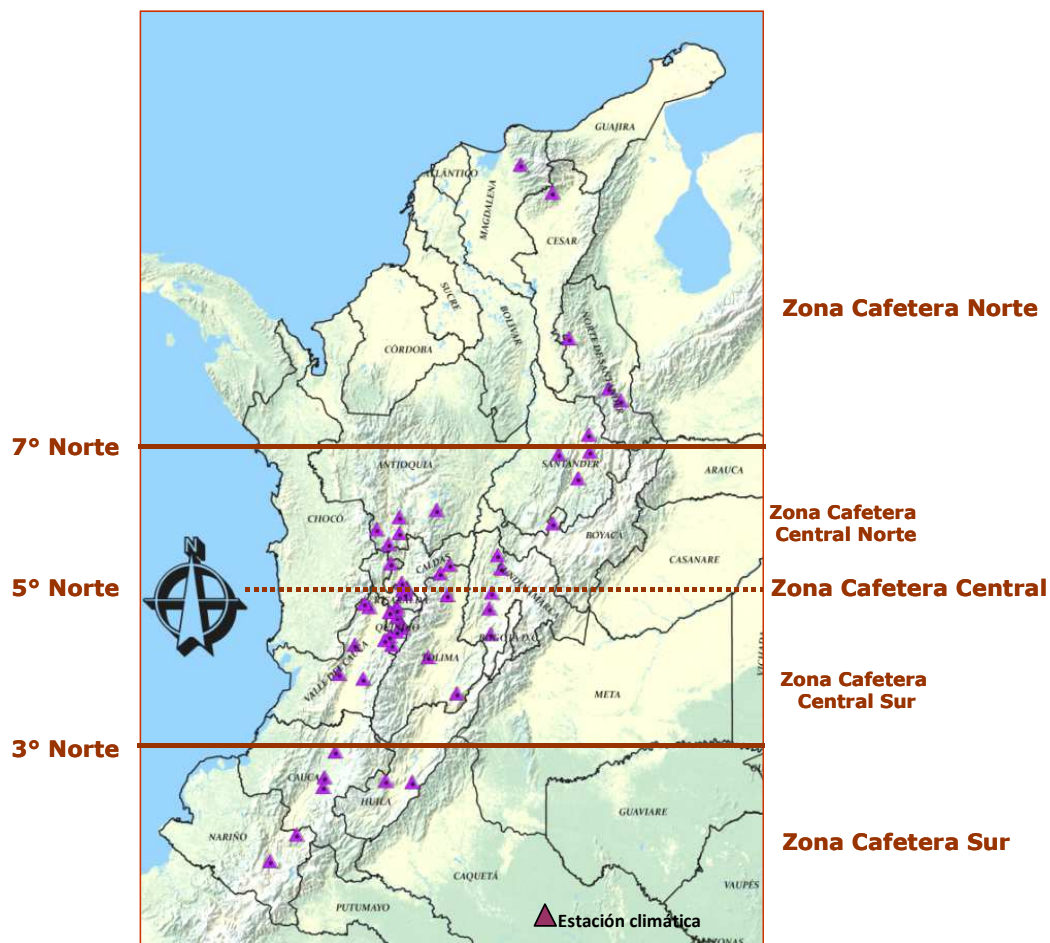 GUAJIRA
ATLÁNTICO
MAGDALENA
CESAR
SUCRE
BOLÍVAR
NORTE DE SANTANDER
CÓRDOBA
Zona Cafetera Norte
7° Norte
ANTIOQUIA
SANTANDER
ARAUCA
CHOCÓ
BOYACÁ
Zona Cafetera
Central Norte
CASANARE
CALDAS
N
5° Norte
Zona Cafetera Central
RISARALDA
QUINDÍO
BOGOTÁ D.C.
TOLIMA
VALLE DEL CAUCA
VICHADA
META
Zona Cafetera
Central Sur
3° Norte
CAUCA
HUILA
GUAVIARE
NARIÑO
Zona Cafetera Sur
CAQUETÁ
VAUPÉS
PUTUMAYO
Estación climática